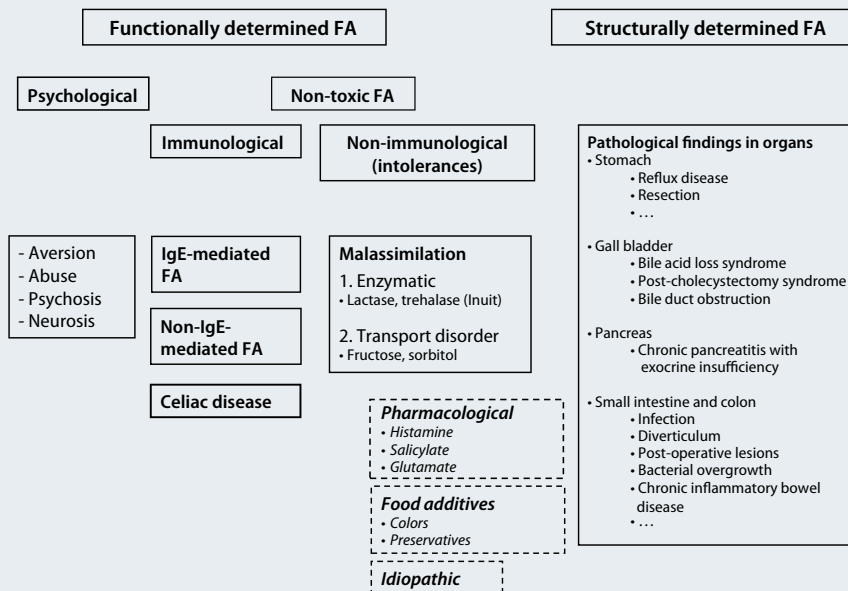 Functionally determined FA
Structurally determined FA
Psychological
Non-toxic FA
Immunological
Non-immunological
(intolerances)
- Aversion
- Abuse
- Psychosis
- Neurosis
IgE-mediated
FA
Non-IgE-
mediated FA
Celiac disease
Malassimilation
1. Enzymatic
• Lactase, trehalase (Inuit)
2. Transport disorder
• Fructose, sorbitol
Pharmacological
• Histamine
• Salicylate
• Glutamate
Food additives
• Colors
• Preservatives
Idiopathic
Pathological findings in organs
• Stomach
• Reflux disease
• Resection
• …
• Gall bladder
• Bile acid loss syndrome
• Post-cholecystectomy syndrome
• Bile duct obstruction
• Pancreas
• Chronic pancreatitis with
exocrine insufficiency
• Small intestine and colon
• Infection
• Diverticulum
• Post-operative lesions
• Bacterial overgrowth
• Chronic inflammatory bowel
disease
• …